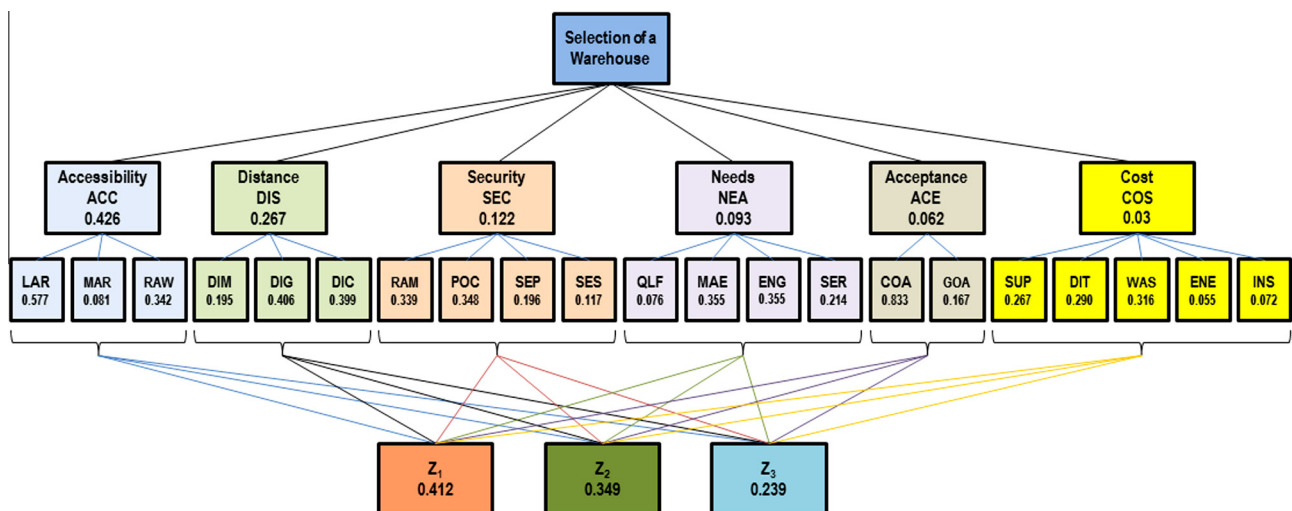 Selection of a
Warehouse
Accessibility
ACC
0.426
Distance
DIS
0.267
Security
SEC
0.122
Needs
NEA
0.093
Acceptance
ACE
0.062
Cost
COS
0.03
LAR
0.577
MAR
0.081
RAW
0.342
DIM
0.195
DIG
0.406
DIC
0.399
RAM
0.339
POC
0.348
SEP
0.196
SES
0.117
QLF
0.076
MAE
0.355
ENG
0.355
SER
0.214
COA
0.833
GOA
0.167
SUP
0.267
DIT
0.290
WAS
0.316
ENE
0.055
INS
0.072
Z₁
0.412
Z₂
0.349
Z₃
0.239